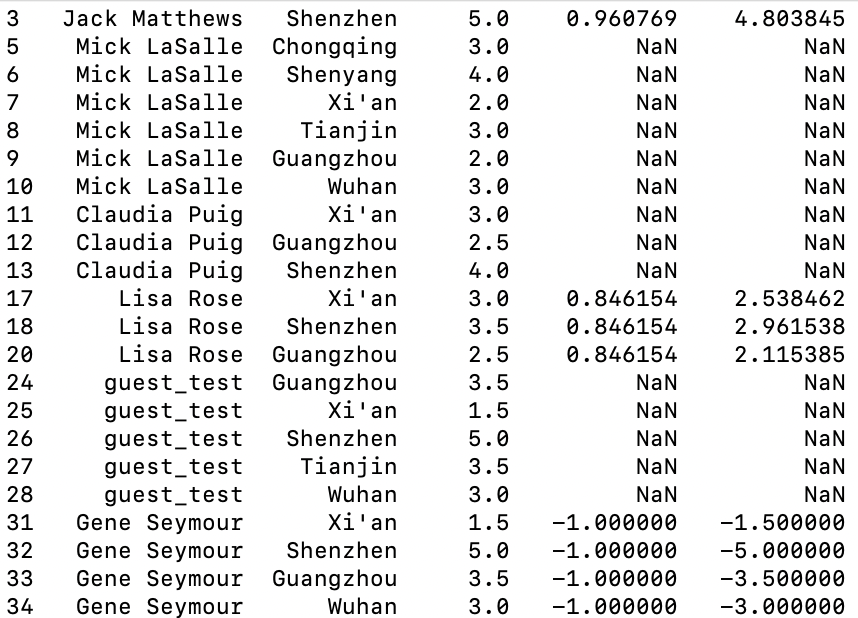 3 Jack Matthews Shenzhen 5.0 0.960769 4.803845
5 Mick LaSalle Chongqing 3.0 NaN NaN
6 Mick LaSalle Shenyang 4.0 NaN NaN
7 Mick LaSalle Xi'an 2.0 NaN NaN
8 Mick LaSalle Tianjin 3.0 NaN NaN
9 Mick LaSalle Guangzhou 2.0 NaN NaN
10 Mick LaSalle Wuhan 3.0 NaN NaN
11 Claudia Puig Xi'an 3.0 NaN NaN
12 Claudia Puig Guangzhou 2.5 NaN NaN
13 Claudia Puig Shenzhen 4.0 NaN NaN
17 Lisa Rose Xi'an 3.0 0.846154 2.538462
18 Lisa Rose Shenzhen 3.5 0.846154 2.961538
20 Lisa Rose Guangzhou 2.5 0.846154 2.115385
24 guest_test Guangzhou 3.5 NaN NaN
25 guest_test Xi'an 1.5 NaN NaN
26 guest_test Shenzhen 5.0 NaN NaN
27 guest_test Tianjin 3.5 NaN NaN
28 guest_test Wuhan 3.0 NaN NaN
31 Gene Seymour Xi'an 1.5 -1.000000 -1.500000
32 Gene Seymour Shenzhen 5.0 -1.000000 -5.000000
33 Gene Seymour Guangzhou 3.5 -1.000000 -3.500000
34 Gene Seymour Wuhan 3.0 -1.000000 -3.000000